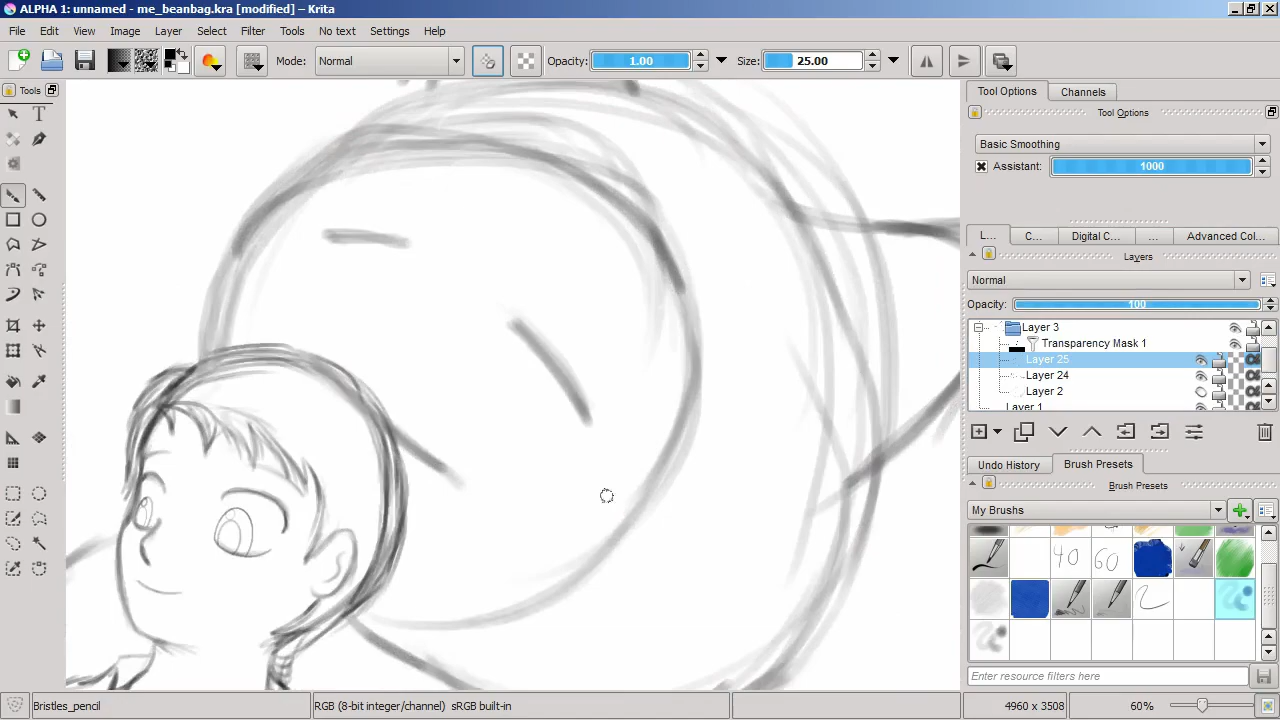 ALPHA 1: unnamed - me_beanbag.kra [modified] – Krita
File Edit View Image Layer Select Filter Tools No text Settings Help
Mode: Normal Opacity: 1.00 Size: 25.00
Tools
Tool Options Channels
Tool Options
Basic Smoothing
Assistant: 1000
L... C... Digital C... ... Advanced Col...
Layers
Normal
Opacity: 100
Layer 3
Transparency Mask 1
Layer 25
Layer 24
Layer 2
Layer 1
Undo History Brush Presets
Brush Presets
My Brushes
40 60
Enter resource filters here
Bristles_pencil RGB (8-bit integer/channel) sRGB built-in 4960 x 3508 60%